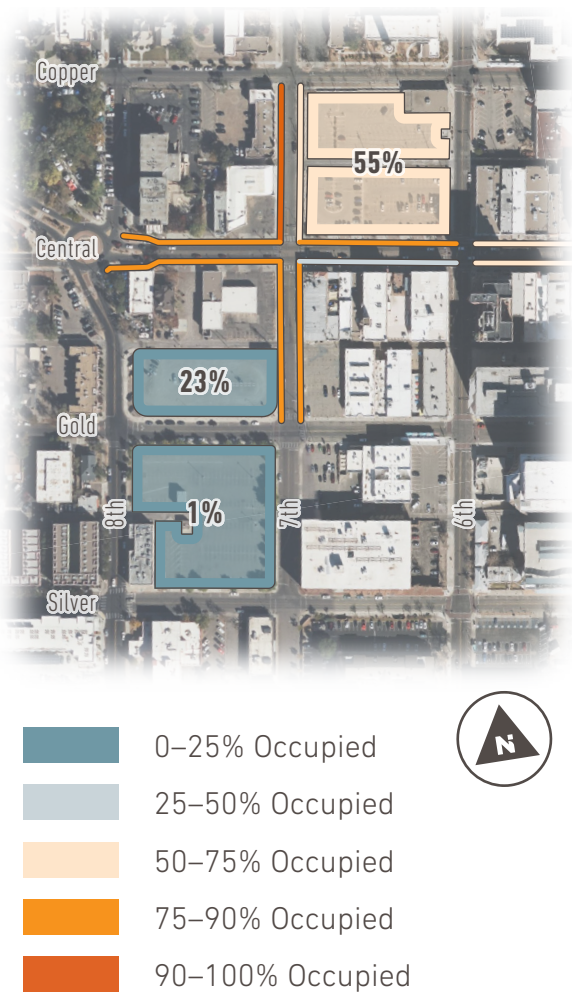 Copper
55%
Central
23%
Gold
8th
1%
7th
6th
Silver
N
0–25% Occupied
25–50% Occupied
50–75% Occupied
75–90% Occupied
90–100% Occupied